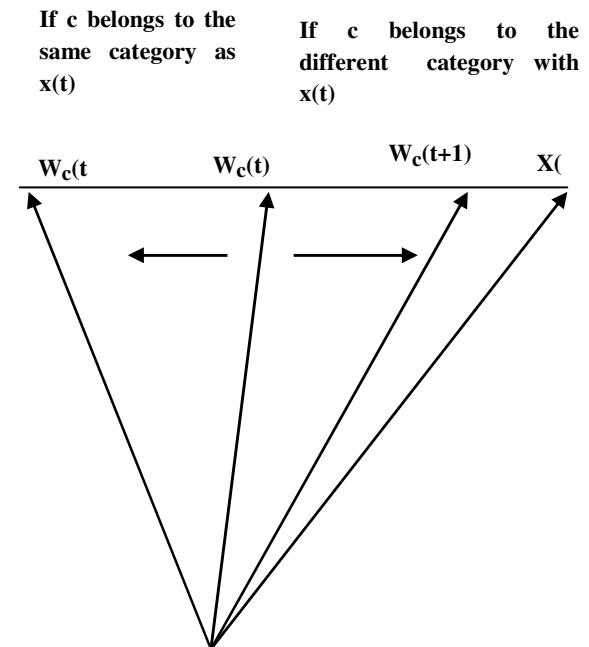 If c belongs to the
same category as
x(t)
If c belongs to the
different category with
x(t)
Wc(t
Wc(t)
Wc(t+1)
X(